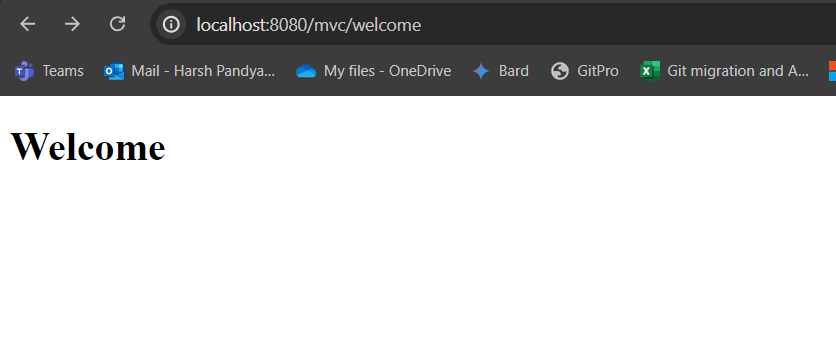 localhost:8080/mvc/welcome
Teams Mail - Harsh Pandya... My files - OneDrive Bard GitPro Git migration and A...
Welcome